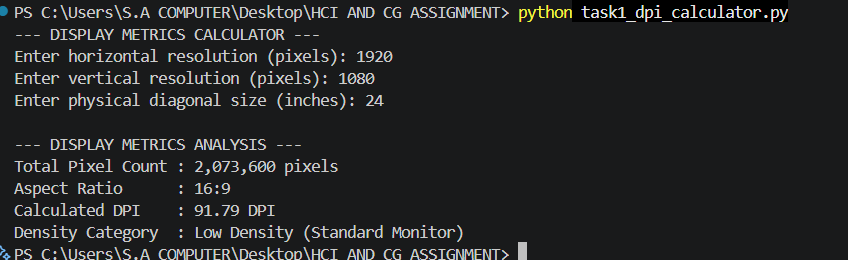 PS C:\Users\S.A COMPUTER\Desktop\HCI AND CG ASSIGNMENT> python task1_dpi_calculator.py
--- DISPLAY METRICS CALCULATOR ---
Enter horizontal resolution (pixels): 1920
Enter vertical resolution (pixels): 1080
Enter physical diagonal size (inches): 24

--- DISPLAY METRICS ANALYSIS ---
Total Pixel Count : 2,073,600 pixels
Aspect Ratio      : 16:9
Calculated DPI    : 91.79 DPI
Density Category  : Low Density (Standard Monitor)
PS C:\Users\S.A COMPUTER\Desktop\HCI AND CG ASSIGNMENT>